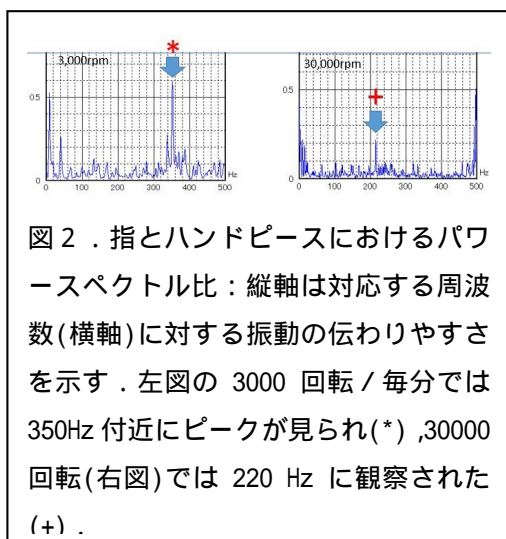 *
3,000rpm
30,000rpm
+
05
05
0
0
0 100 200 300 400 500 Hz
0 100 200 300 400 500 Hz
図２．指とハンドピースにおけるパワ
ースペクトル比：縦軸は対応する周波
数(横軸)に対する振動の伝わりやすさ
を示す．左図の 3000 回転／毎分では
350Hz 付近にピークが見られ(*) ,30000
回転(右図)では 220 Hz に観察された
(+) .